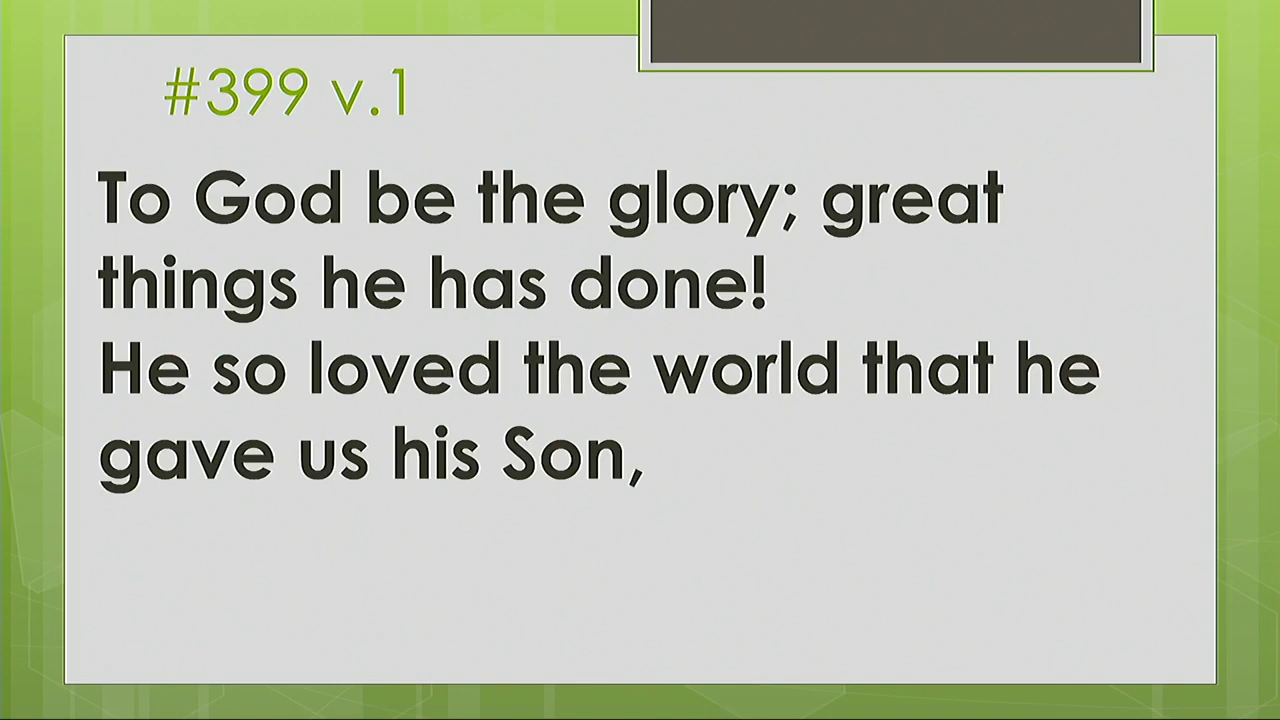 #399 v.1
To God be the glory; great
things he has done!
He so loved the world that he
gave us his Son,